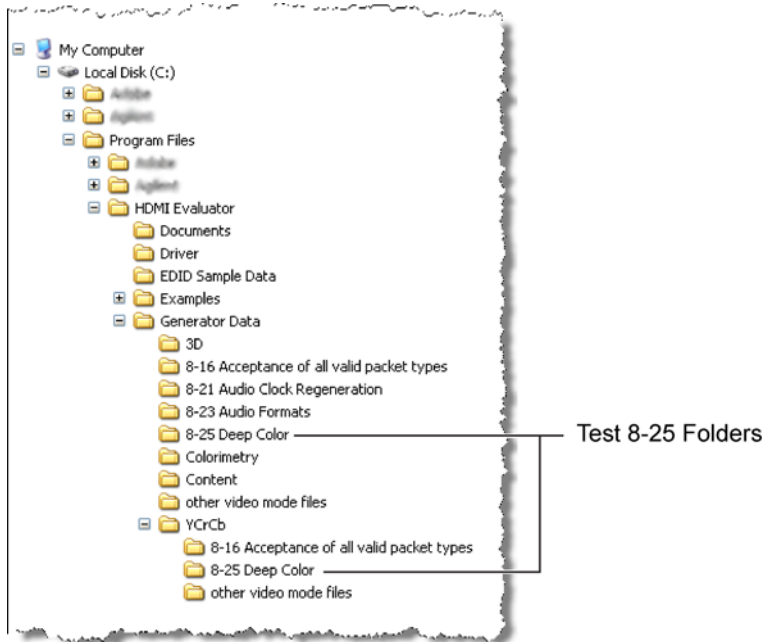 My Computer
Local Disk (C:)
Program Files
HDMI Evaluator
Documents
Driver
EDID Sample Data
Examples
Generator Data
3D
8-16 Acceptance of all valid packet types
8-21 Audio Clock Regeneration
8-23 Audio Formats
8-25 Deep Color
Test 8-25 Folders
Colorimetry
Content
other video mode files
YCrCb
8-16 Acceptance of all valid packet types
8-25 Deep Color
other video mode files